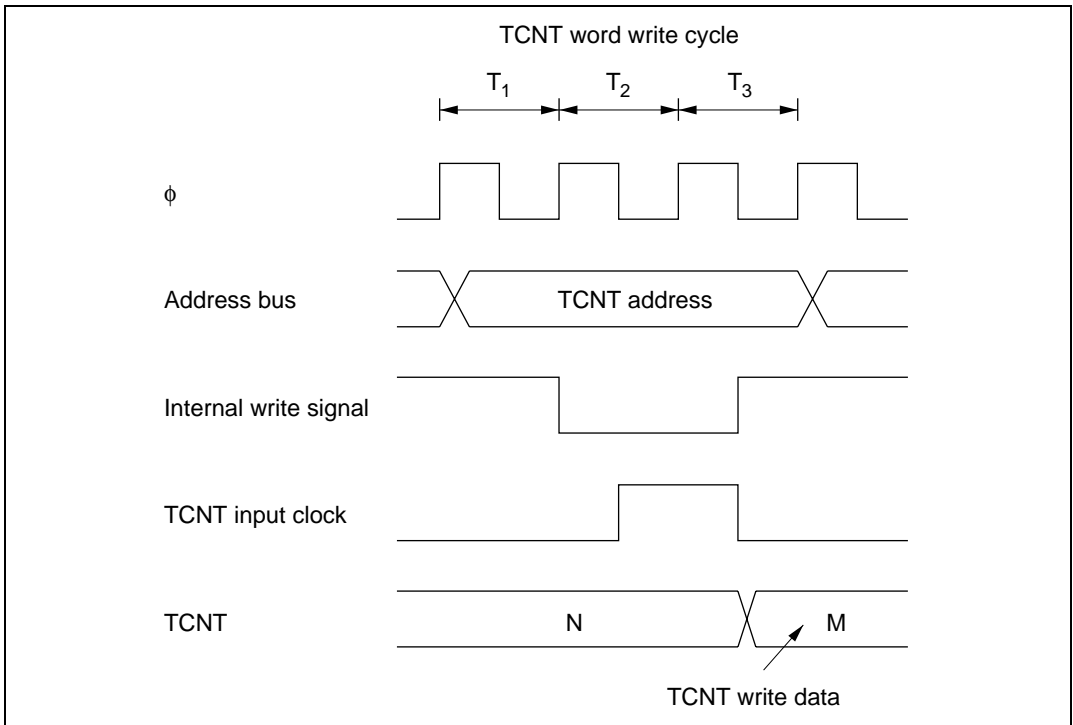 TCNT word write cycle
T1 T2 T3
ϕ
Address bus
TCNT address
Internal write signal
TCNT input clock
TCNT
N
M
TCNT write data